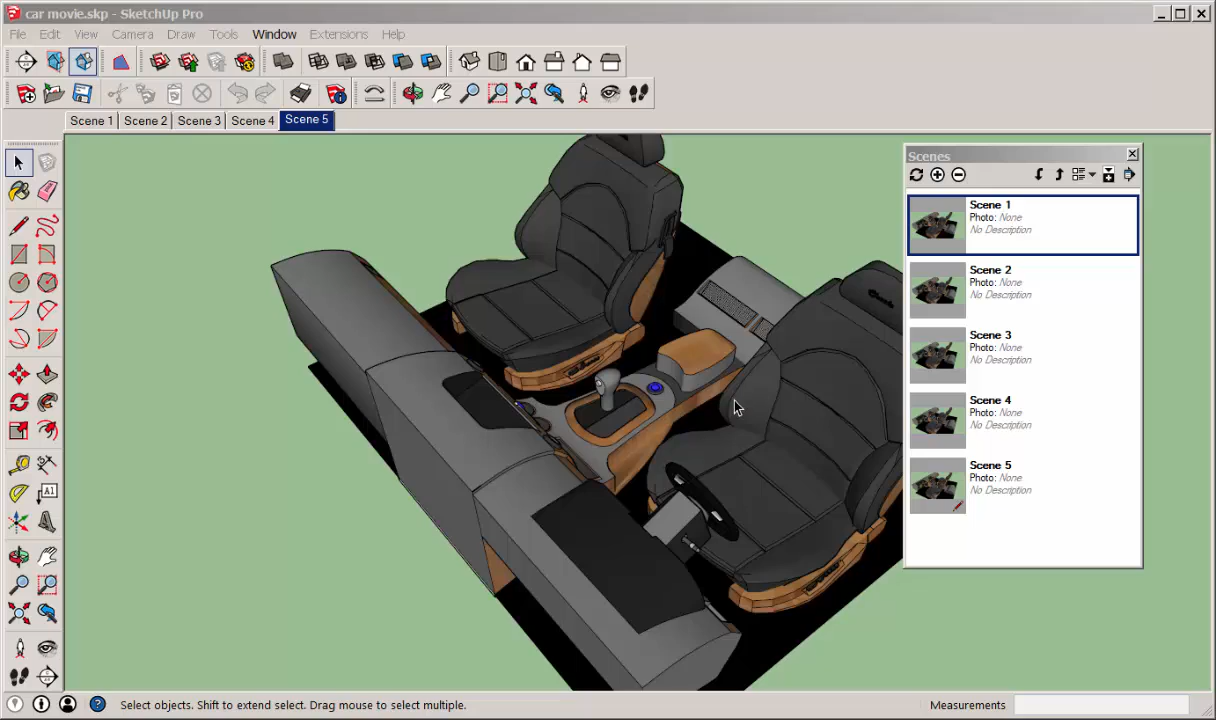 car movie.skp - SketchUp Pro
File Edit View Camera Draw Tools Window Extensions Help
Scene 1 Scene 2 Scene 3 Scene 4 Scene 5
Scenes
Scene 1
Photo: None
No Description
Scene 2
Photo: None
No Description
Scene 3
Photo: None
No Description
Scene 4
Photo: None
No Description
Scene 5
Photo: None
No Description
A1
Select objects. Shift to extend select. Drag mouse to select multiple.
Measurements